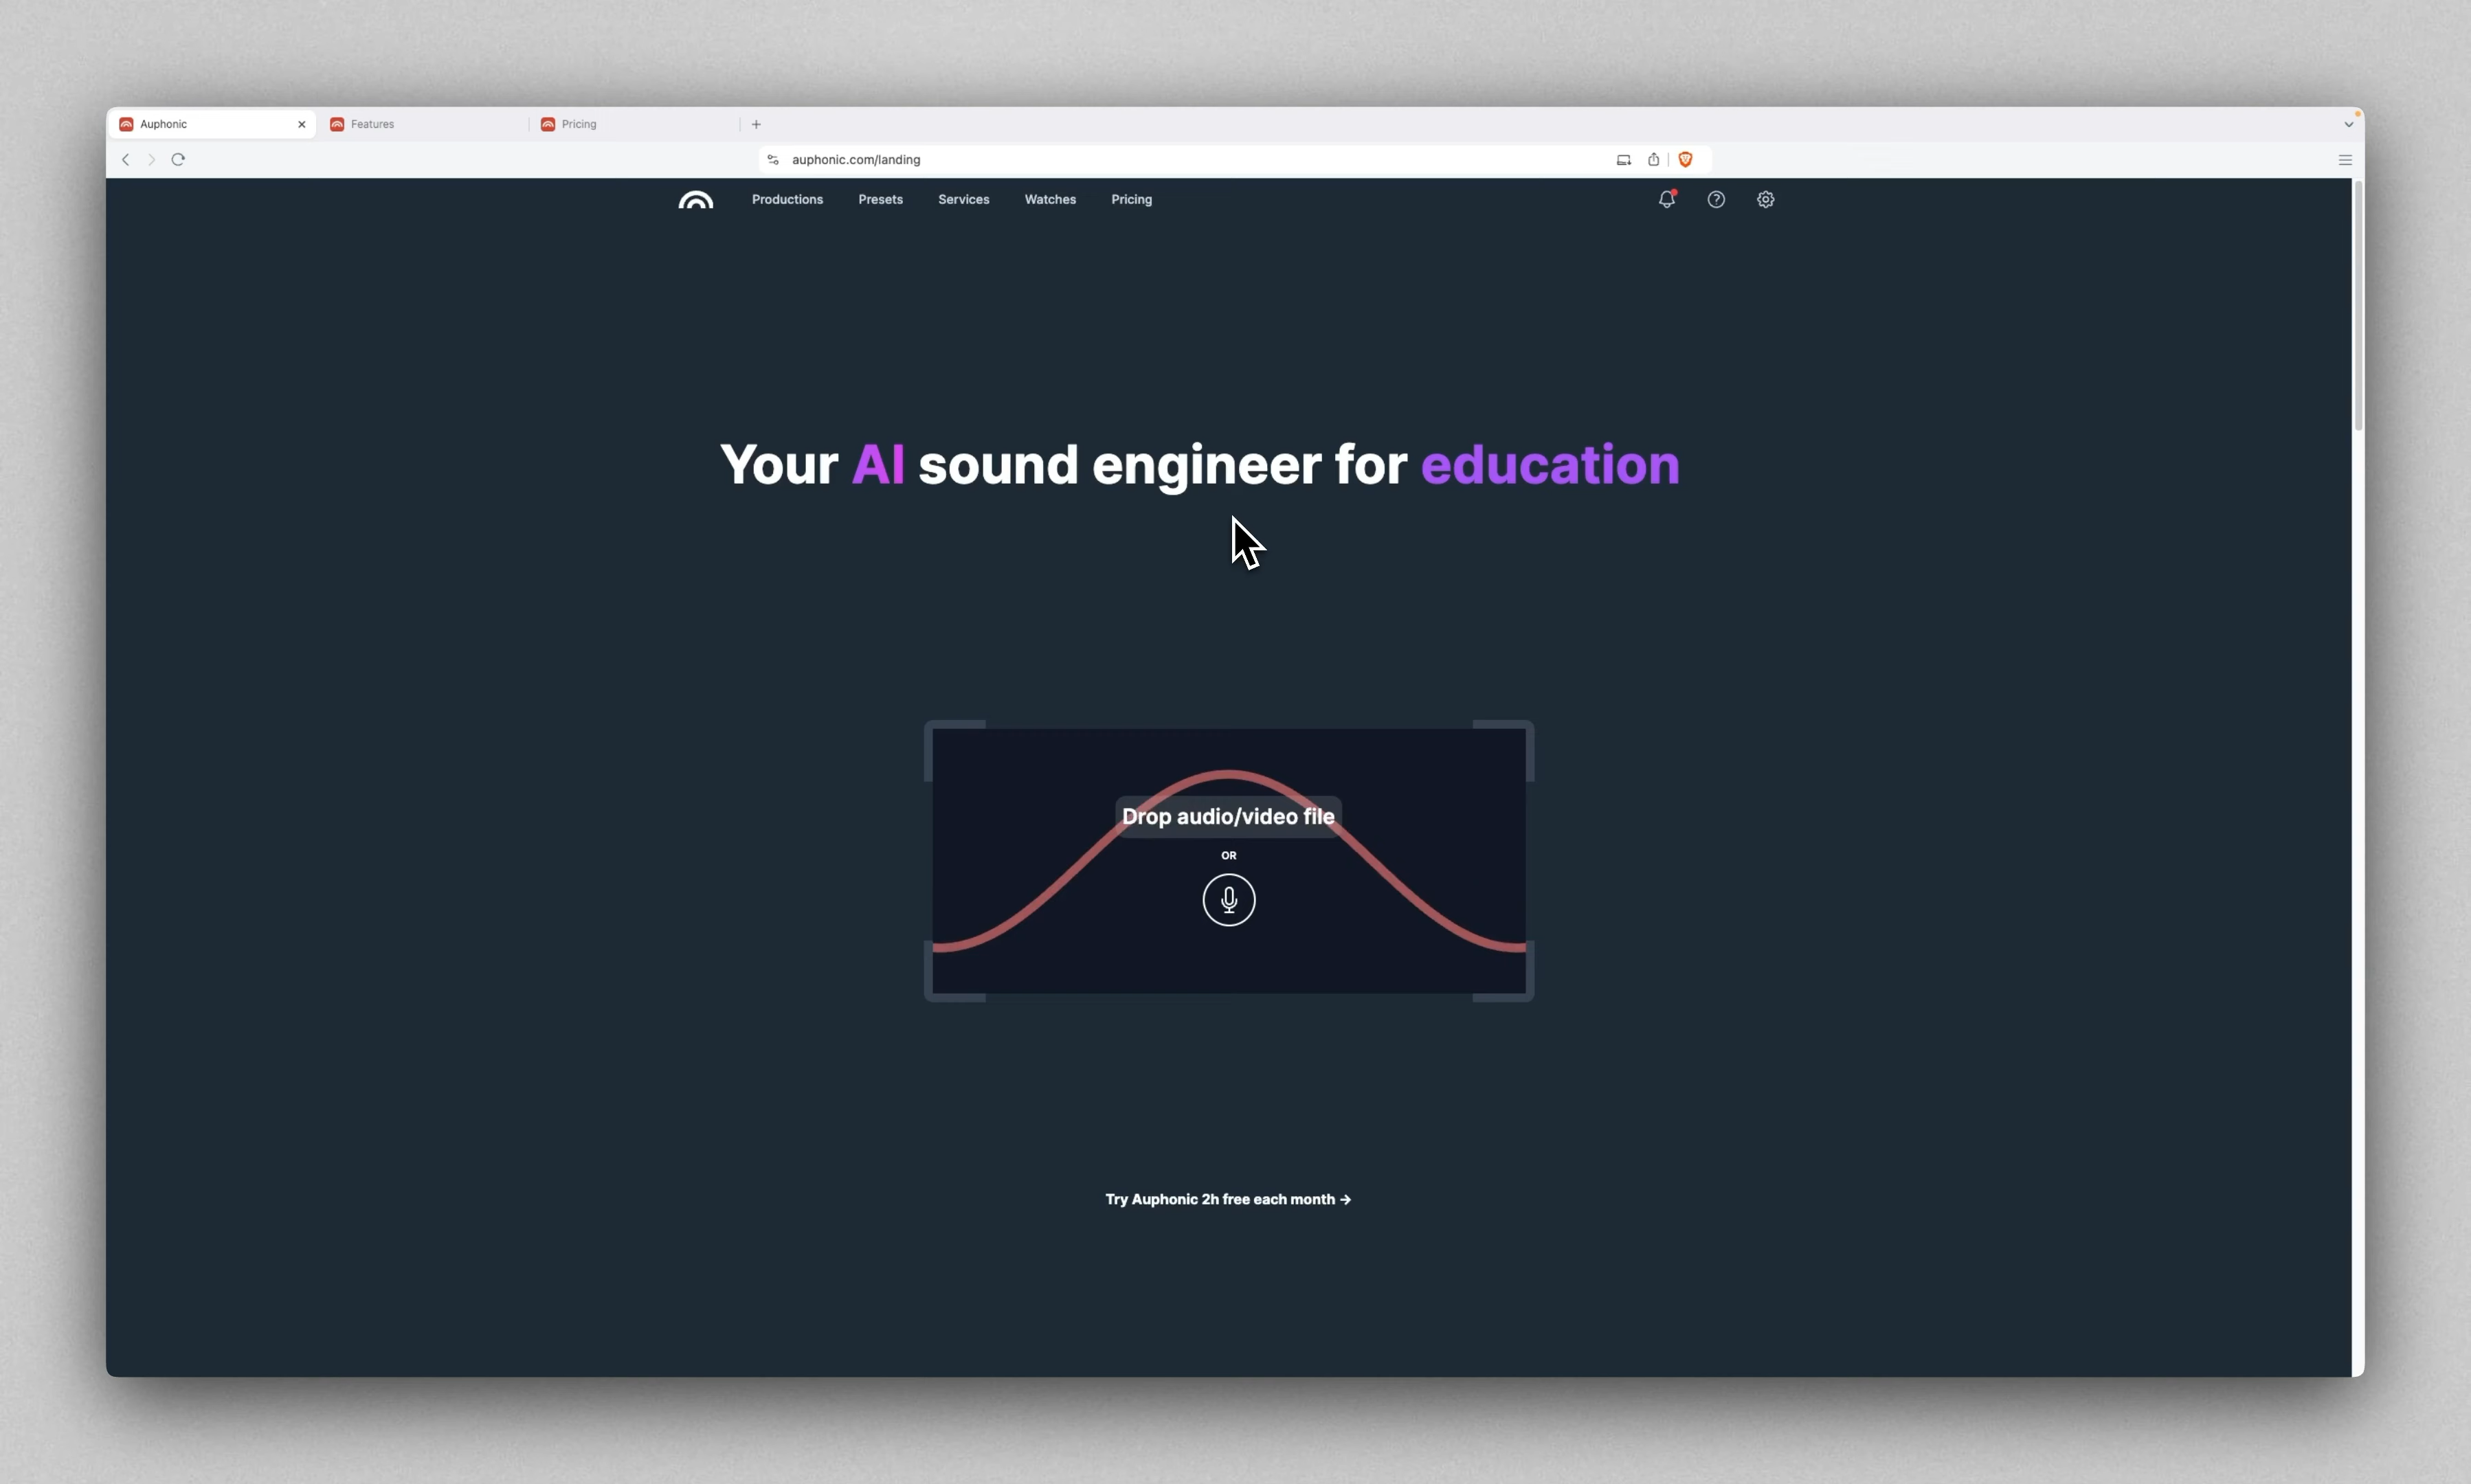 Auphonic
Features
Pricing
auphonic.com/landing
Productions Presets Services Watches Pricing
Your AI sound engineer for education
Drop audio/video file
OR
Try Auphonic 2h free each month →